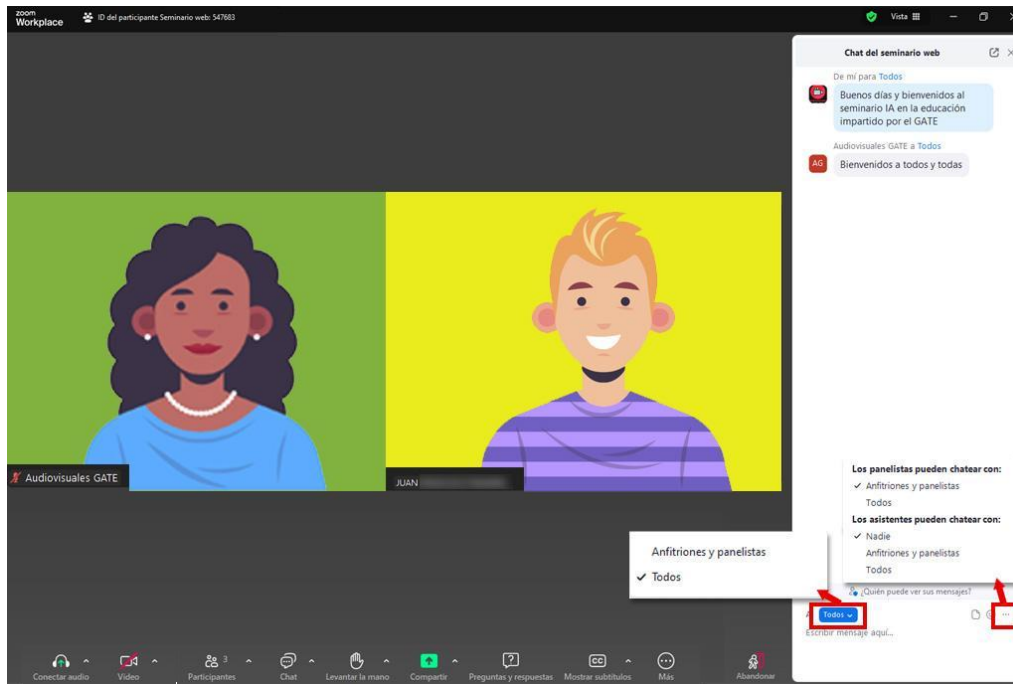 zoom
Workplace
ID del participante Seminario web: 547683
Vista
Chat del seminario web
De mí para Todos
Buenos días y bienvenidos al
seminario IA en la educación
impartido por el GATE
Audiovisuales GATE a Todos
AG
Bienvenidos a todos y todas
Audiovisuales GATE
JUAN
Los panelistas pueden chatear con:
✓ Anfitriones y panelistas
Todos
Los asistentes pueden chatear con:
✓ Nadie
Anfitriones y panelistas
Todos
Anfitriones y panelistas
✓ Todos
¿Quién puede ver sus mensajes?
Todos
Escribir mensaje aquí...
Conectar audio
Vídeo
3
Participantes
Chat
Levantar la mano
Compartir
Preguntas y respuestas
CC
Mostrar subtítulos
Más
Abandonar